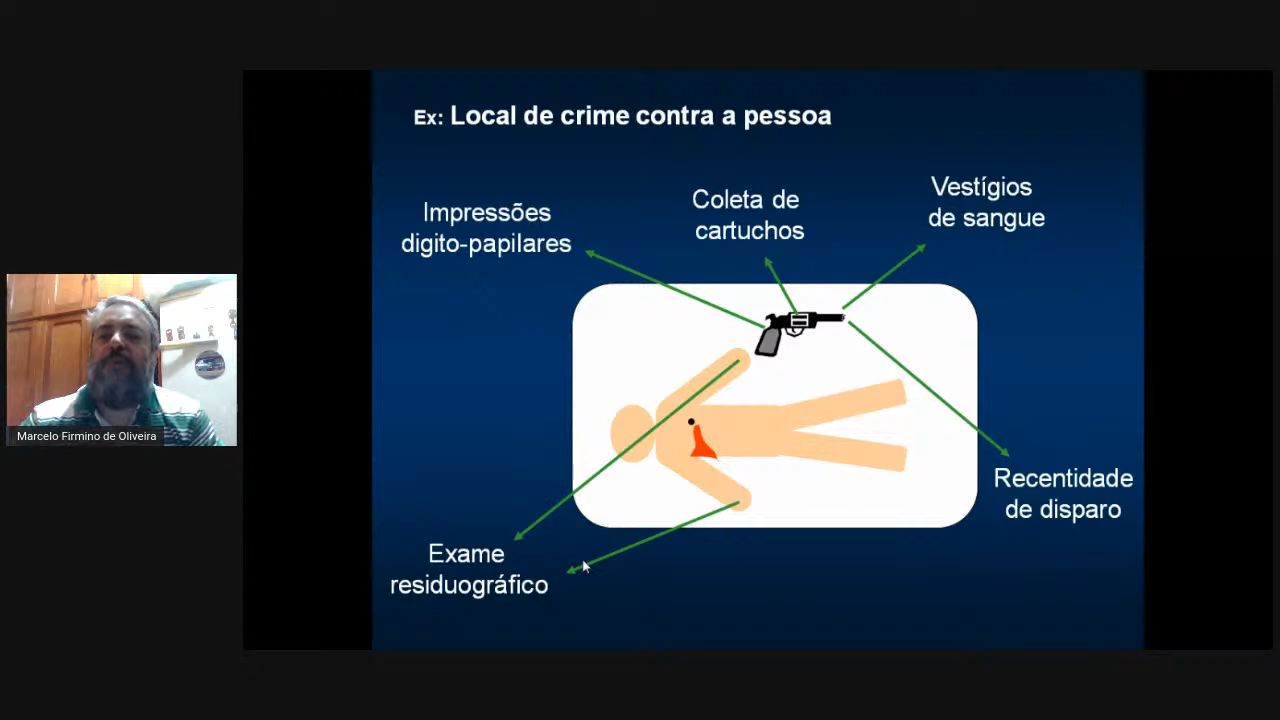 Ex: Local de crime contra a pessoa
Impressões
digito-papilares
Coleta de
cartuchos
Vestígios
de sangue
Marcelo Firmino de Oliveira
Recentidade
de disparo
Exame
residuográfico